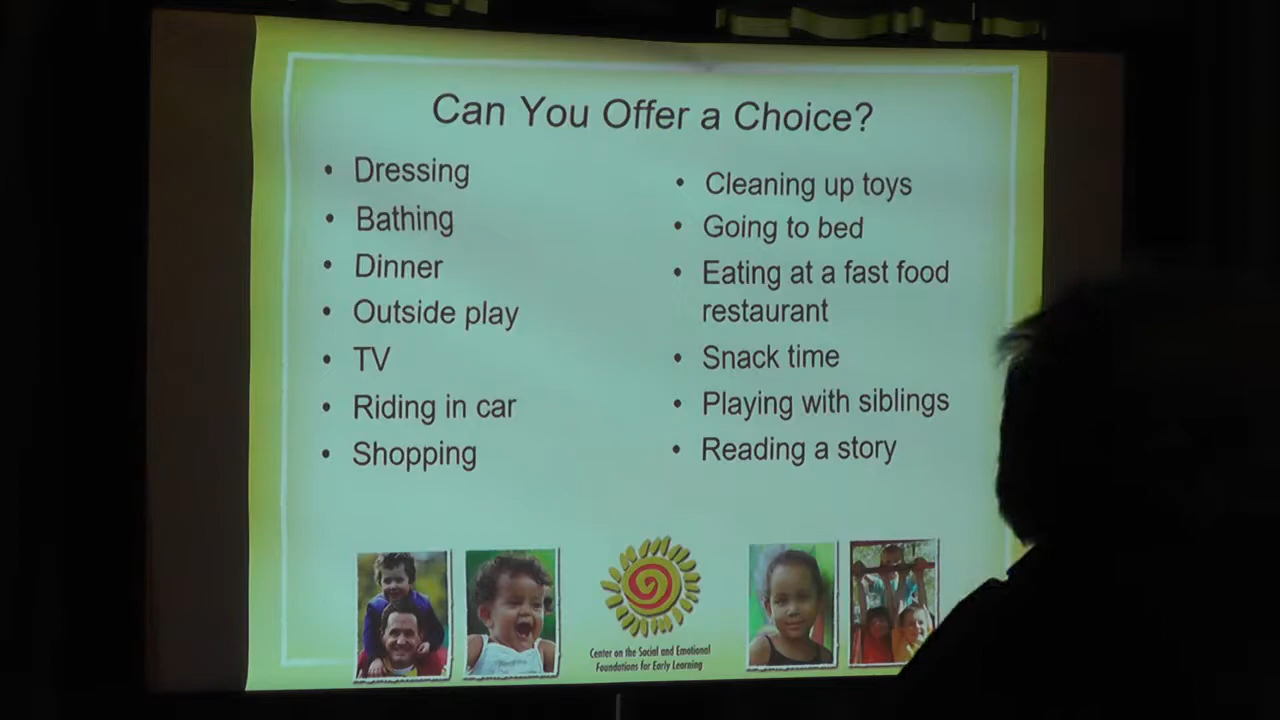 Can You Offer a Choice?
• Dressing
• Bathing
• Dinner
• Outside play
• TV
• Riding in car
• Shopping
• Cleaning up toys
• Going to bed
• Eating at a fast food
restaurant
• Snack time
• Playing with siblings
• Reading a story
Center on the Social and Emotional
Foundations for Early Learning